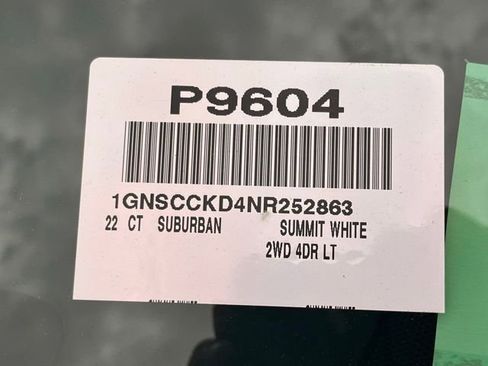 P9604
1GNSCCKD4NR252863
22 CT SUBURBAN SUMMIT WHITE
2WD 4DR LT